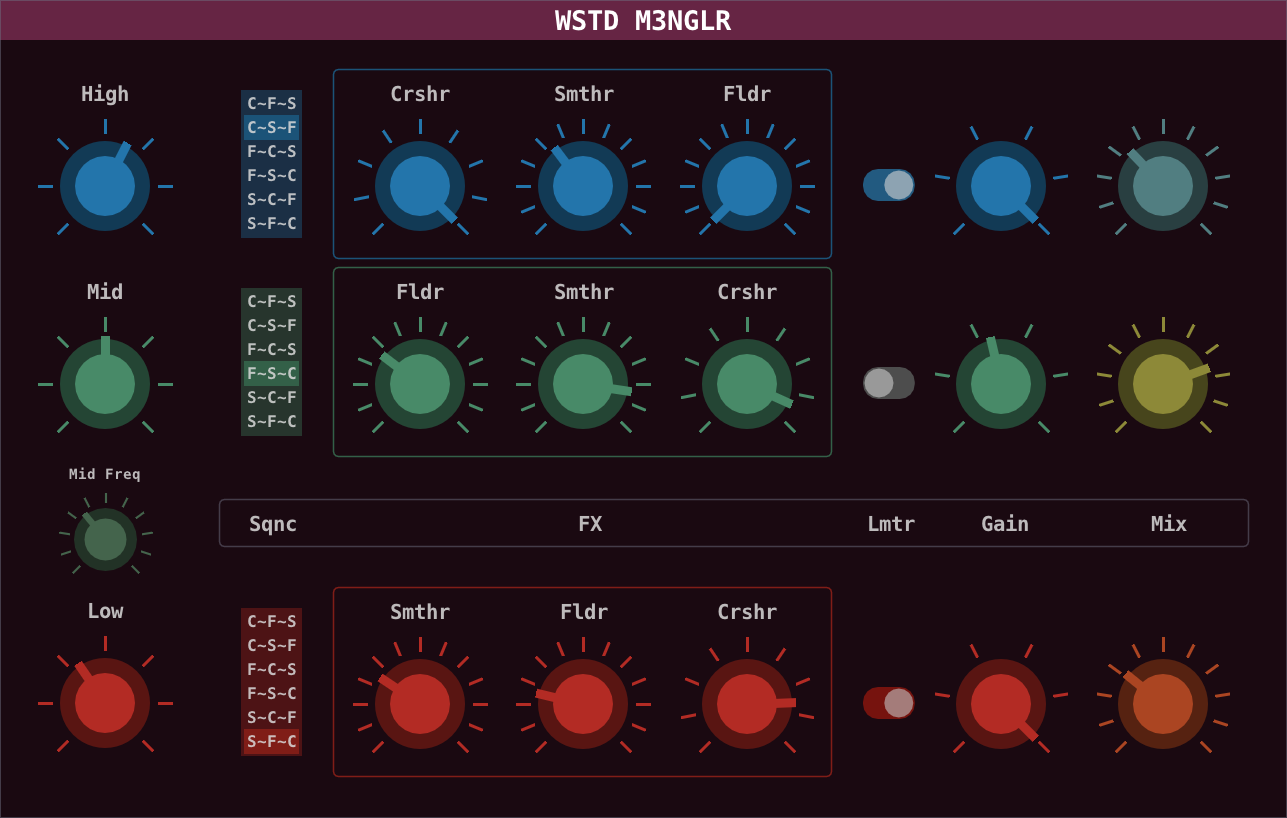 WSTD M3NGLR
High
C~F~S
C~S~F
F~C~S
F~S~C
S~C~F
S~F~C
Crshr Smthr Fldr
Mid
C~F~S
C~S~F
F~C~S
F~S~C
S~C~F
S~F~C
Fldr Smthr Crshr
Mid Freq
Sqnc FX Lmtr Gain Mix
Low
C~F~S
C~S~F
F~C~S
F~S~C
S~C~F
S~F~C
Smthr Fldr Crshr